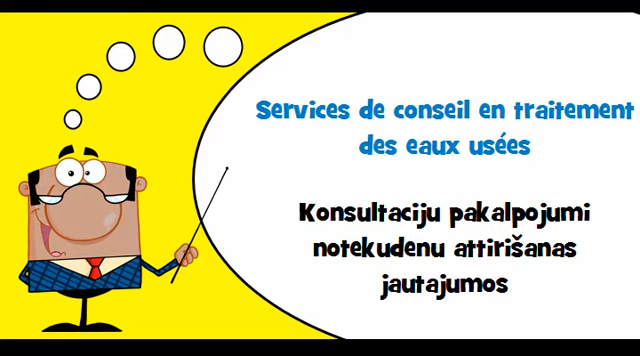 Services de conseil en traitement
des eaux usées
Konsultaciju pakalpojumi
notekudenu attirišanas
jautajumos